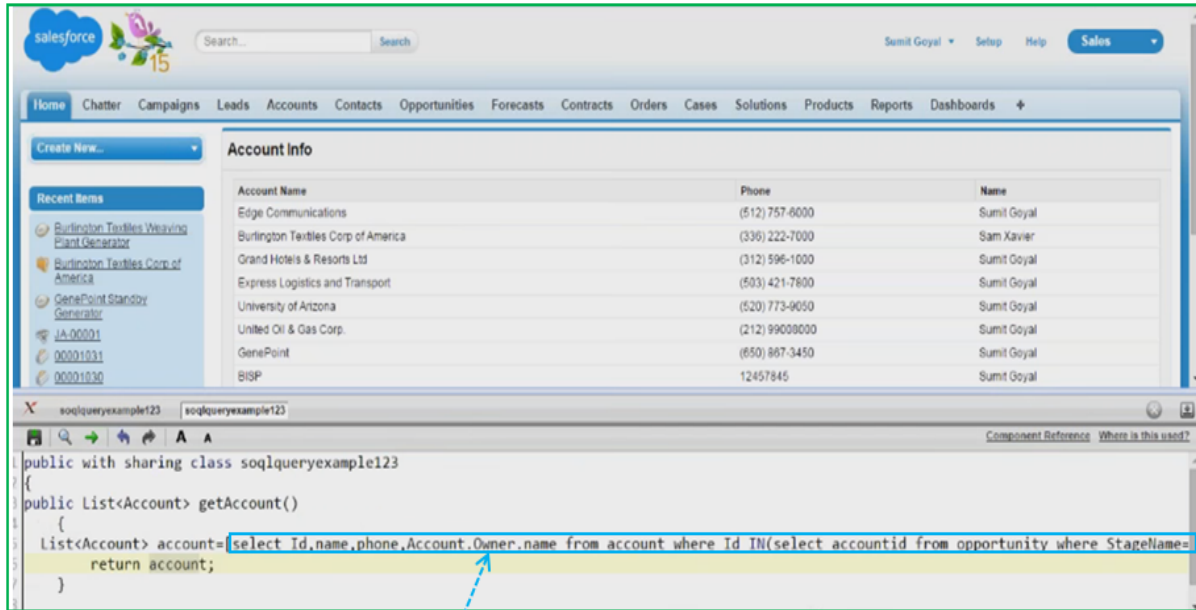 salesforce
15
Search...
Search
Sumit Goyal
Setup
Help
Sales
Home Chatter Campaigns Leads Accounts Contacts Opportunities Forecasts Contracts Orders Cases Solutions Products Reports Dashboards +
Create New...
Recent Items
Burlington Textiles Weaving
Plant Generator
Burlington Textiles Corp of
America
GenePoint Standby
Generator
JA-00001
00001031
00001030
Account Info
Account Name Phone Name
Edge Communications (512) 757-6000 Sumit Goyal
Burlington Textiles Corp of America (336) 222-7000 Sam Xavier
Grand Hotels & Resorts Ltd (312) 596-1000 Sumit Goyal
Express Logistics and Transport (503) 421-7800 Sumit Goyal
University of Arizona (520) 773-9050 Sumit Goyal
United Oil & Gas Corp. (212) 99008000 Sumit Goyal
GenePoint (650) 867-3450 Sumit Goyal
BISP 12457845 Sumit Goyal
X soqlqueryexample123 soqlqueryexample123
A A Component Reference Where is this used?
1 public with sharing class soqlqueryexample123
2 {
3 public List<Account> getAccount()
4 {
5 List<Account> account=[select Id,name,phone,Account.Owner.name from account where Id IN(select accountid from opportunity where StageName=
6 return account;
7 }
8